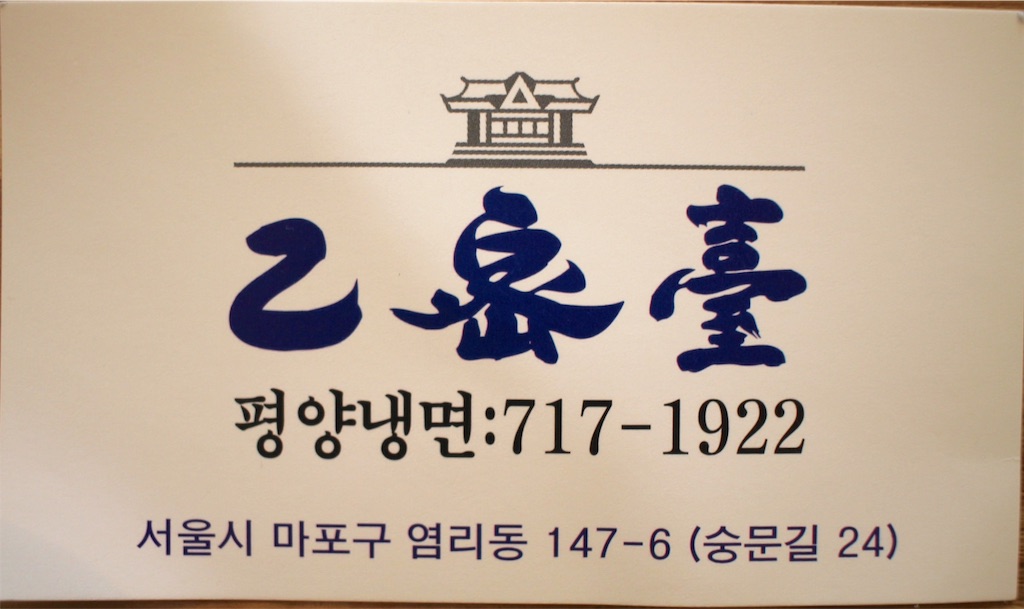 乙密臺
평양냉면:717-1922
서울시 마포구 염리동 147-6 (숭문길 24)